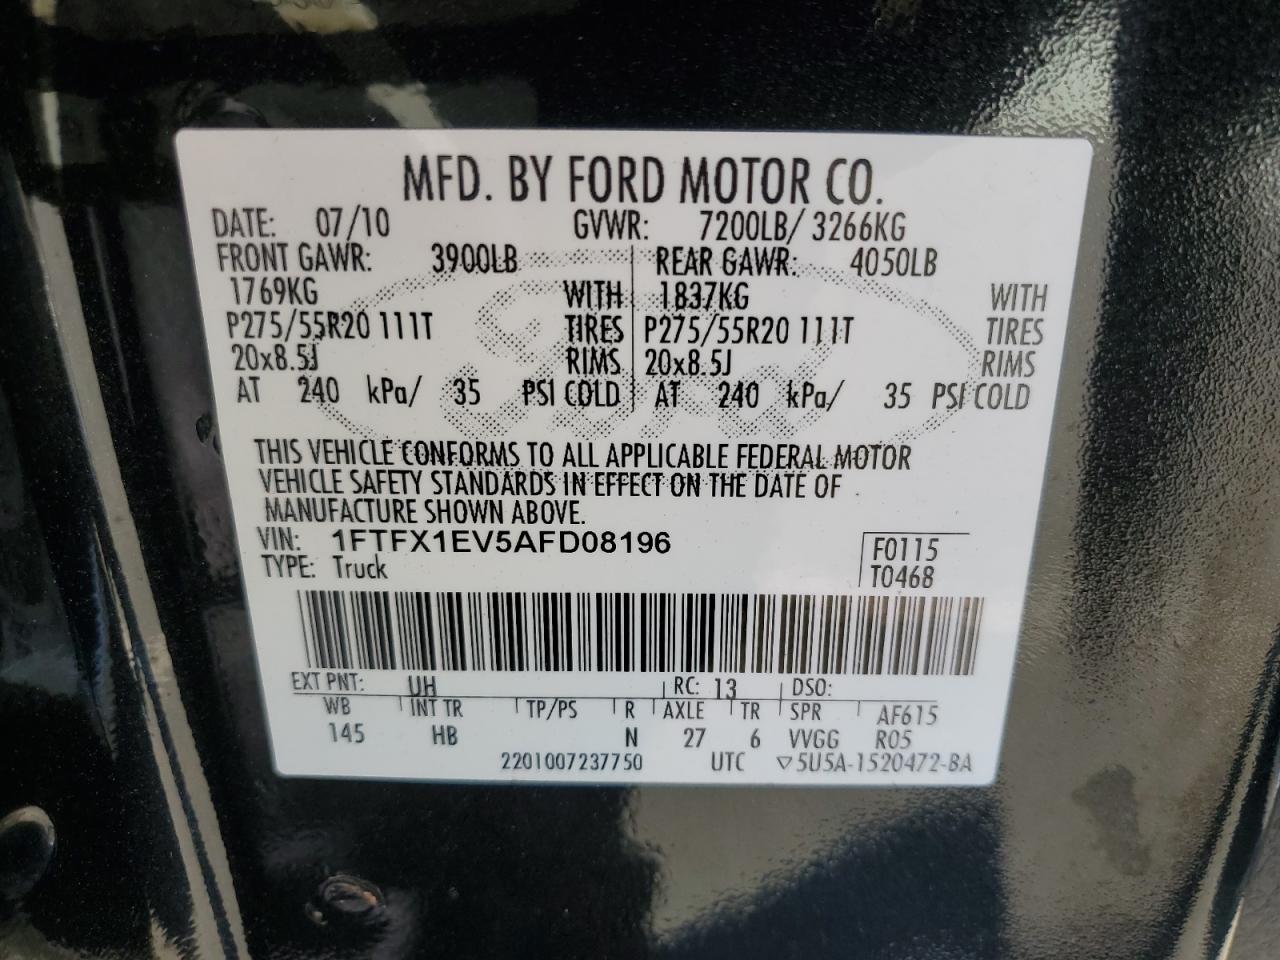 MFD. BY FORD MOTOR CO.
DATE: 07/10 GVWR: 7200LB/ 3266KG
FRONT GAWR: 3900LB REAR GAWR: 4050LB
1769KG WITH 1837KG WITH
P275/55R20 111T TIRES P275/55R20 111T TIRES
20x8.5J RIMS 20x8.5J RIMS
AT 240 kPa/ 35 PSI COLD AT 240 kPa/ 35 PSI COLD
Ford
THIS VEHICLE CONFORMS TO ALL APPLICABLE FEDERAL MOTOR
VEHICLE SAFETY STANDARDS IN EFFECT ON THE DATE OF
MANUFACTURE SHOWN ABOVE.
VIN: 1FTFX1EV5AFD08196 F0115
TYPE: Truck T0468
EXT PNT: UH RC: 13 DSO:
WB INT TR TP/PS R AXLE TR SPR AF615
145 HB N 27 6 VVGG R05
2201007237750 UTC ▽5U5A-1520472-BA